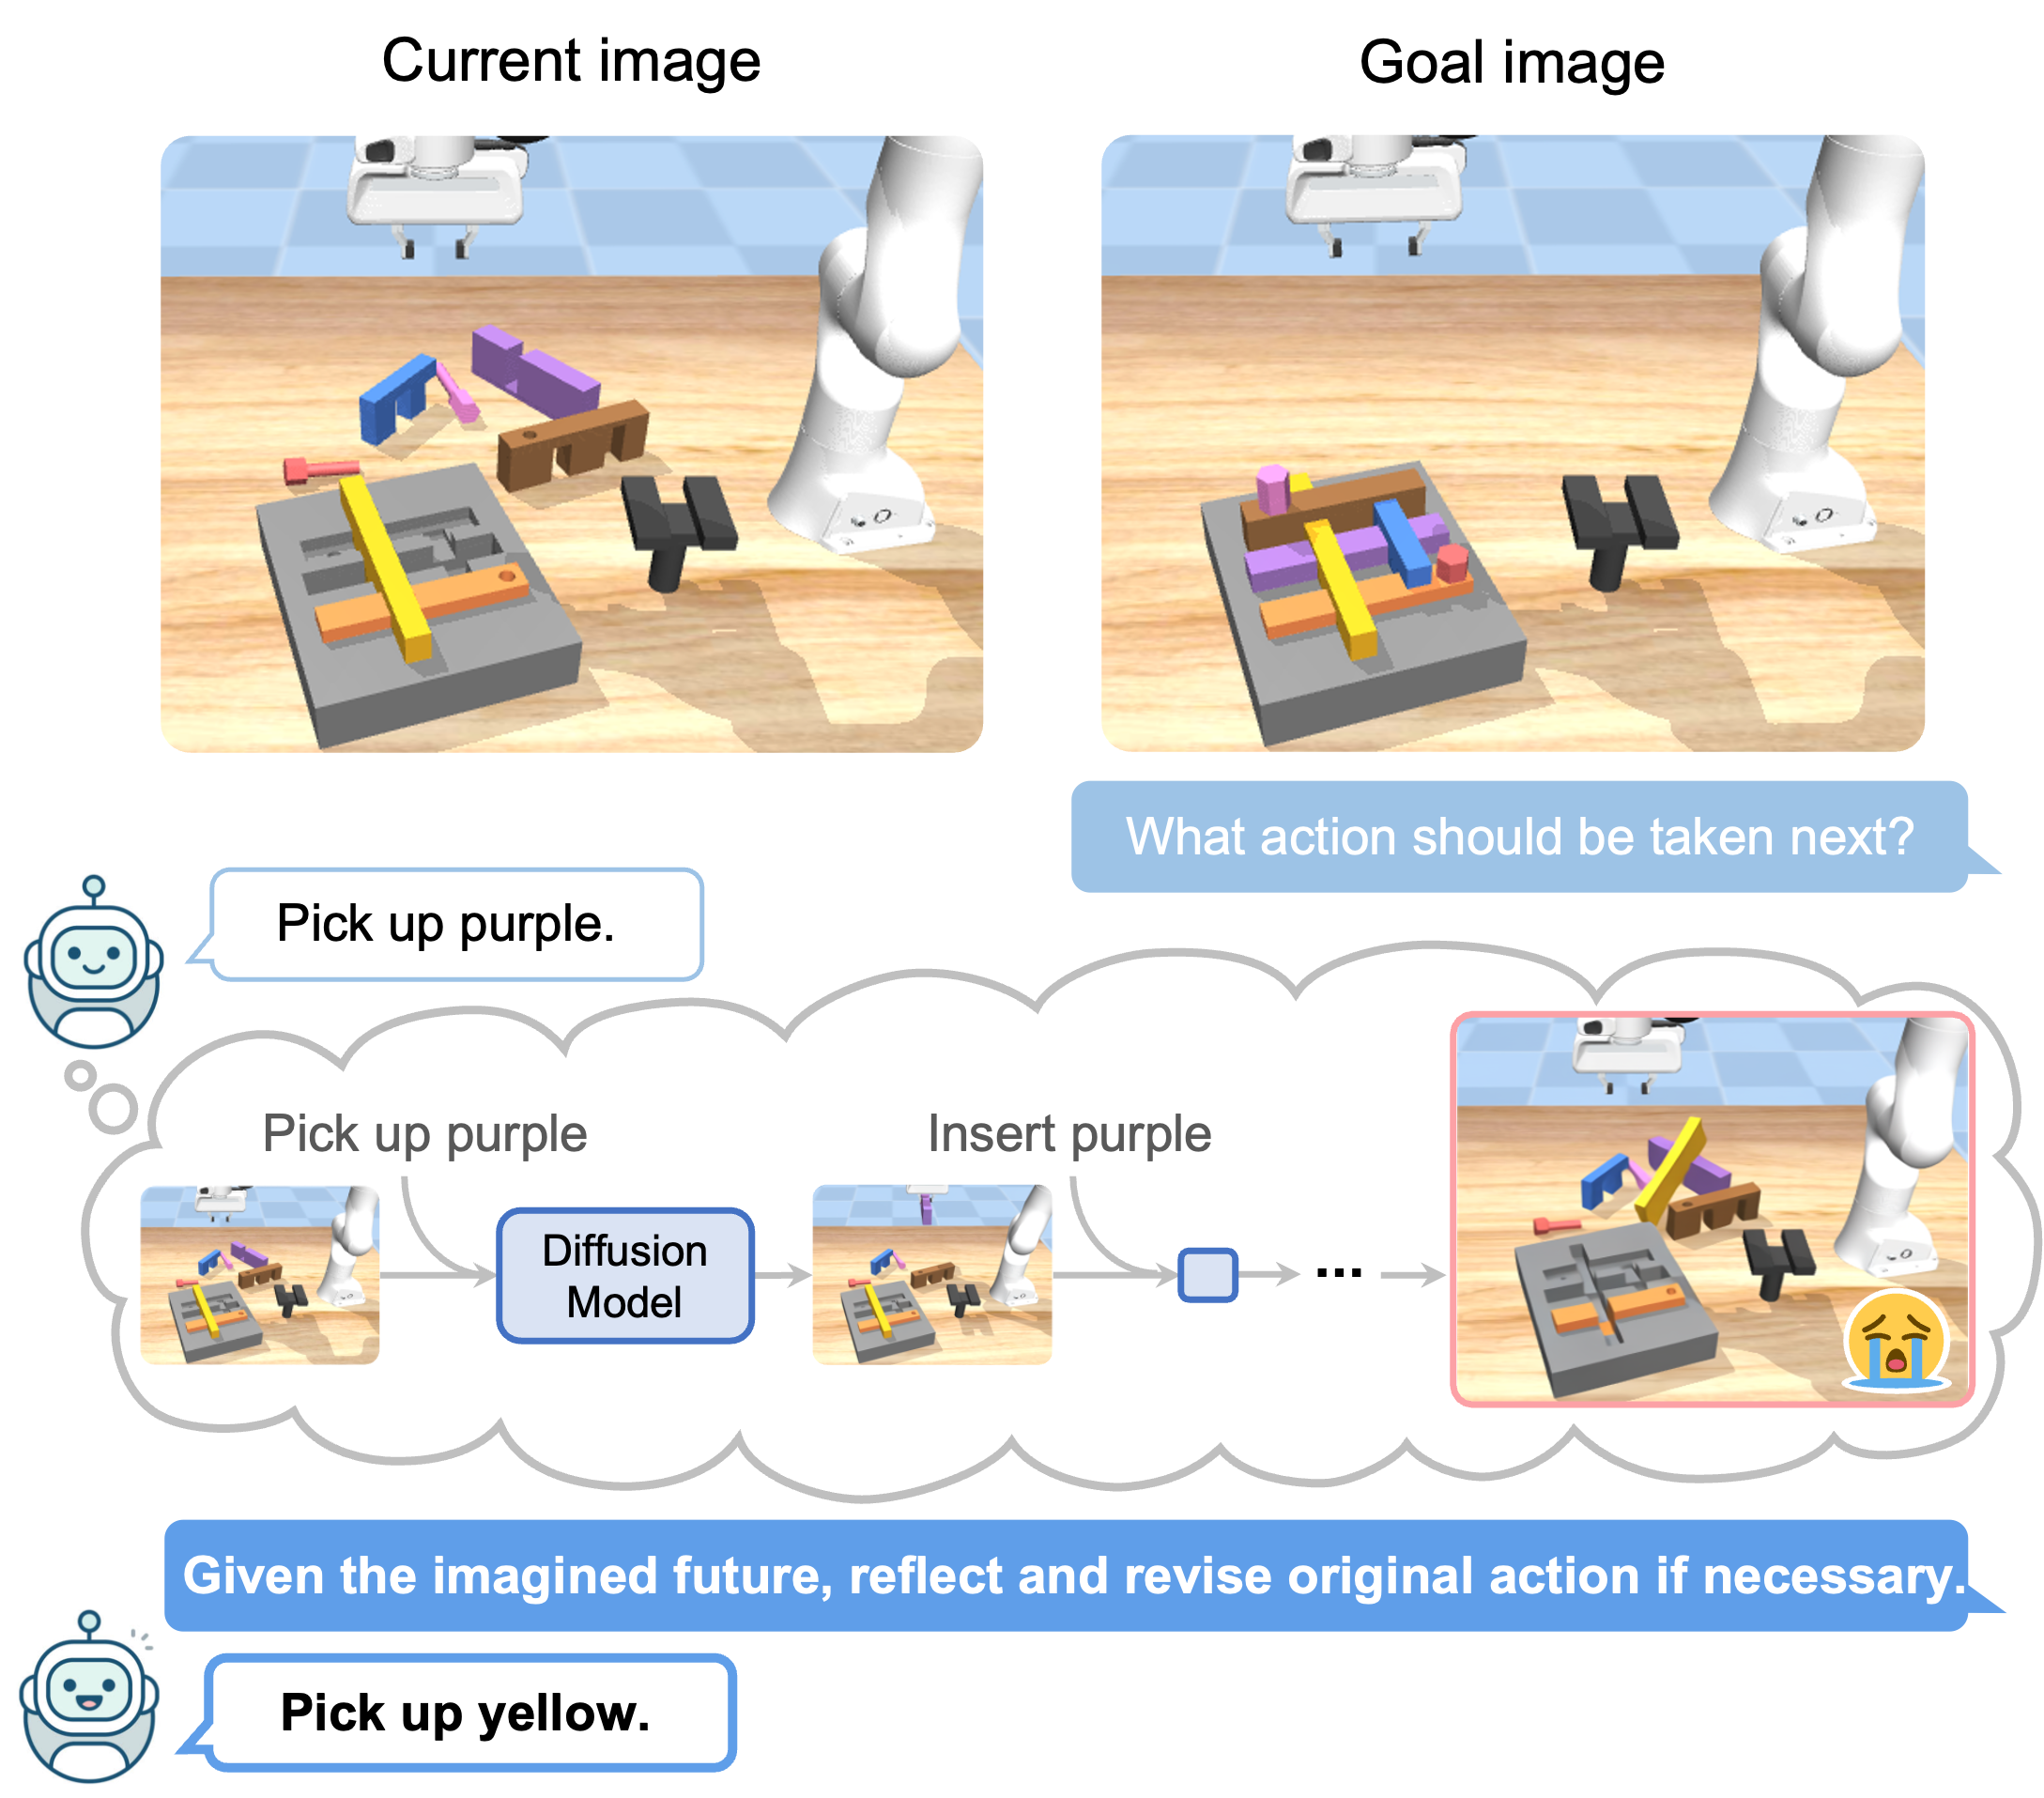 Current image
Goal image
What action should be taken next?
Pick up purple.
Pick up purple
Insert purple
Diffusion
Model
...
Given the imagined future, reflect and revise original action if necessary.
Pick up yellow.